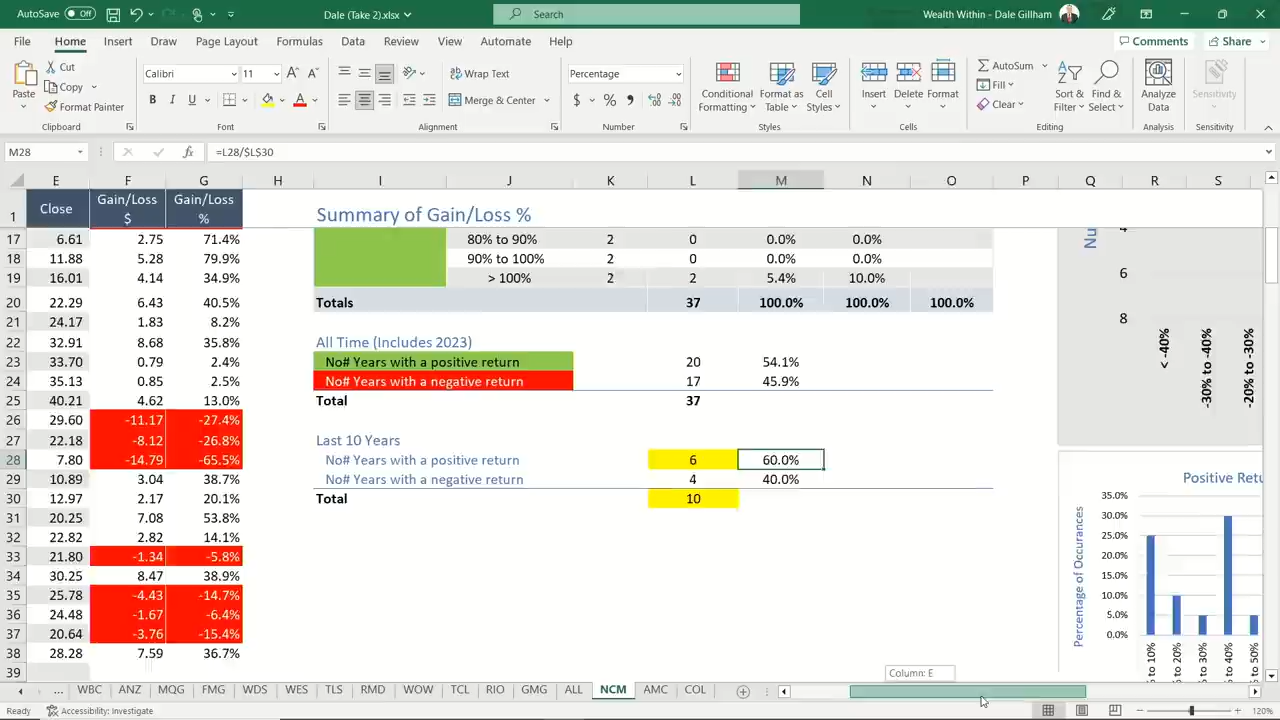 AutoSave Off Dale (Take 2).xlsx Search Wealth Within - Dale Gillham
File Home Insert Draw Page Layout Formulas Data Review View Automate Help Comments Share
Paste Cut Copy Format Painter Clipboard
Calibri 11 B I U Font
Wrap Text Merge & Center Alignment
Percentage $ % Number
Conditional Formatting Format as Table Cell Styles Styles
Insert Delete Format Cells
AutoSum Fill Clear Sort & Filter Find & Select Editing
Analyze Data Analysis
Sensitivity Sensitivity
M28 fx =L28/$L$30
E F G H I J K L M N O P Q R S
1 Close Gain/Loss $ Gain/Loss % Summary of Gain/Loss %
17 6.61 2.75 71.4% 80% to 90% 2 0 0.0% 0.0%
18 11.88 5.28 79.9% 90% to 100% 2 0 0.0% 0.0%
19 16.01 4.14 34.9% > 100% 2 2 5.4% 10.0%
20 22.29 6.43 40.5% Totals 37 100.0% 100.0% 100.0%
21 24.17 1.83 8.2%
22 32.91 8.68 35.8% All Time (Includes 2023)
23 33.70 0.79 2.4% No# Years with a positive return 20 54.1%
24 35.13 0.85 2.5% No# Years with a negative return 17 45.9%
25 40.21 4.62 13.0% Total 37
26 29.60 -11.17 -27.4%
27 22.18 -8.12 -26.8% Last 10 Years
28 7.80 -14.79 -65.5% No# Years with a positive return 6 60.0%
29 10.89 3.04 38.7% No# Years with a negative return 4 40.0%
30 12.97 2.17 20.1% Total 10
31 20.25 7.08 53.8%
32 22.82 2.82 14.1%
33 21.80 -1.34 -5.8%
34 30.25 8.47 38.9%
35 25.78 -4.43 -14.7%
36 24.48 -1.67 -6.4%
37 20.64 -3.76 -15.4%
38 28.28 7.59 36.7%
39
Nu
4
6
8
< -40%
-30% to -40%
-20% to -30%
Positive Retu
Percentage of Occurances
35.0%
30.0%
25.0%
20.0%
15.0%
10.0%
5.0%
0.0%
to 10%
to 20%
to 30%
to 40%
to 50%
Column: E
... WBC ANZ MQG FMG WDS WES TLS RMD WOW TCL RIO GMG ALL NCM AMC COL
Ready Accessibility: Investigate 120%